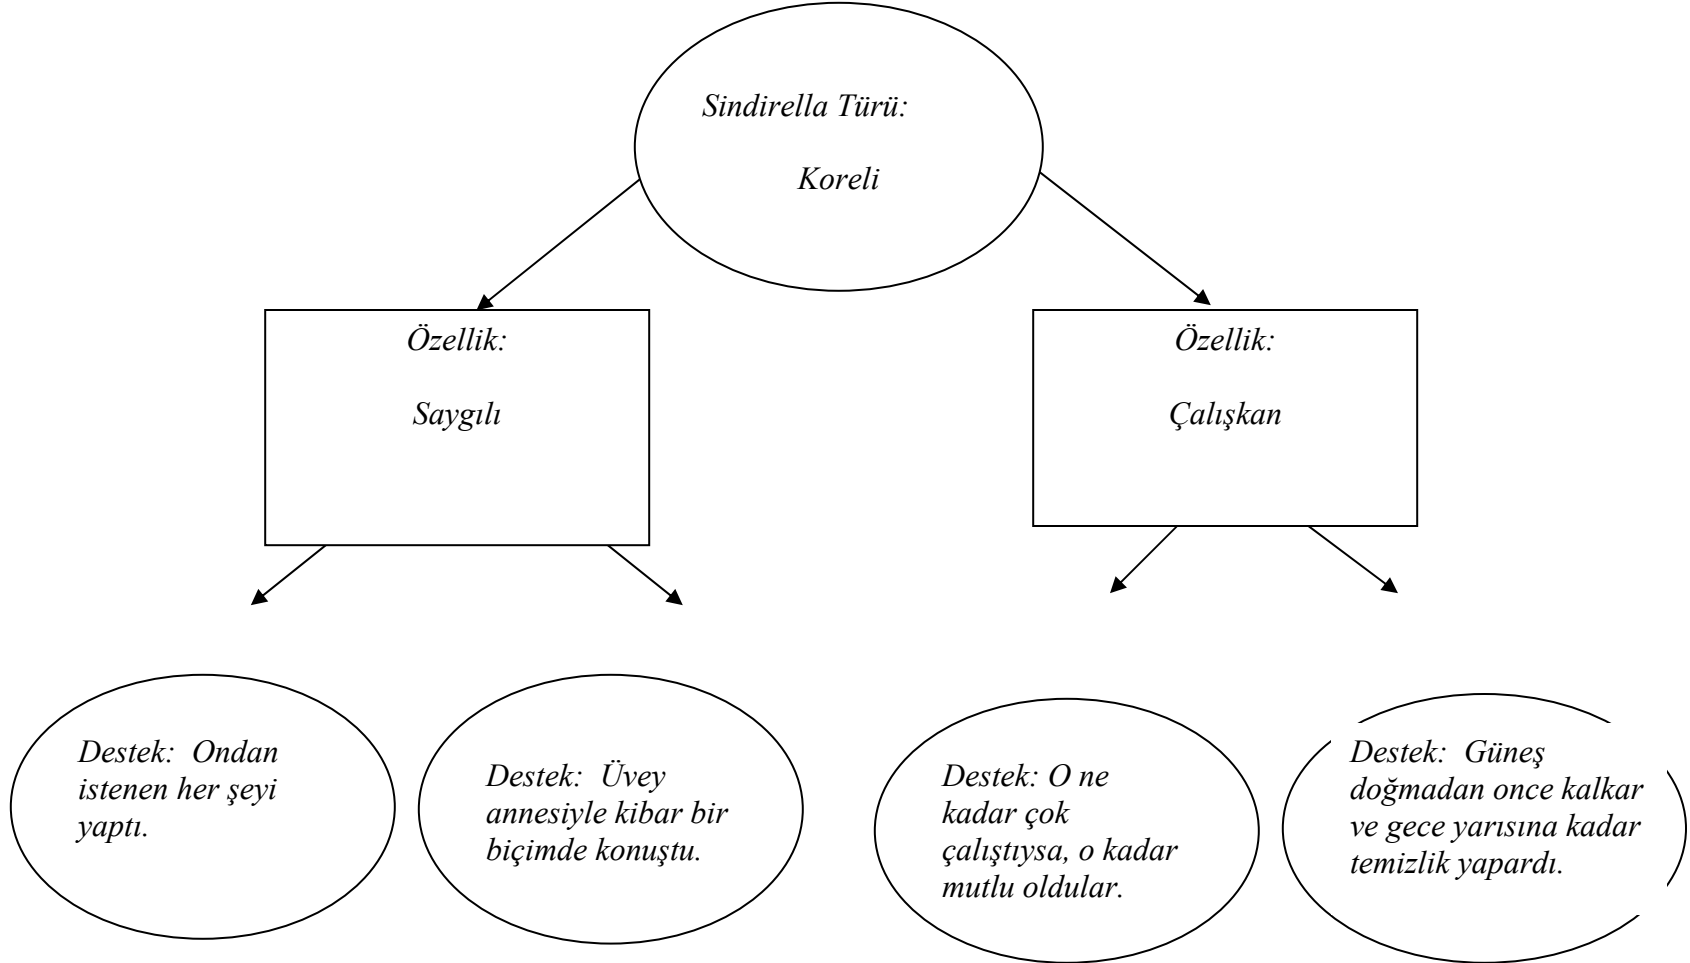 Sindirella Türü:
Koreli
Özellik:
Saygılı
Özellik:
Çalışkan
Destek:  Ondan
istenen her şeyi
yaptı.
Destek:  Üvey
annesiyle kibar bir
biçimde konuştu.
Destek: O ne
kadar çok
çalıştıysa, o kadar
mutlu oldular.
Destek:  Güneş
doğmadan once kalkar
ve gece yarısına kadar
temizlik yapardı.